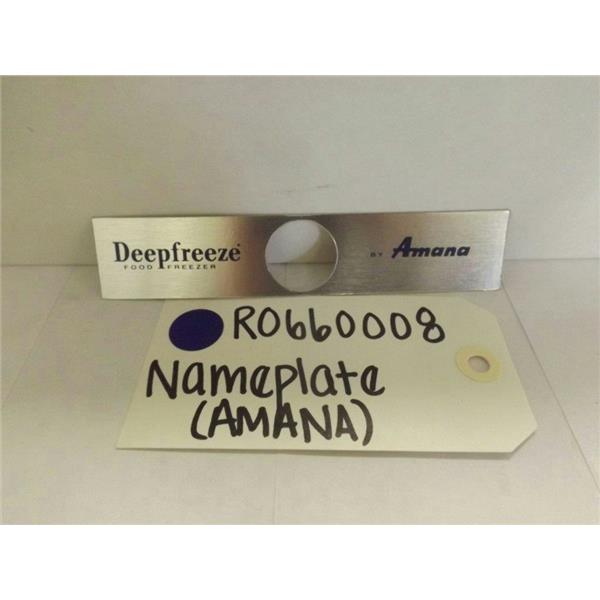 Deepfreeze®
FOOD FREEZER
BY Amana
R0660008
Nameplate
(AMANA)